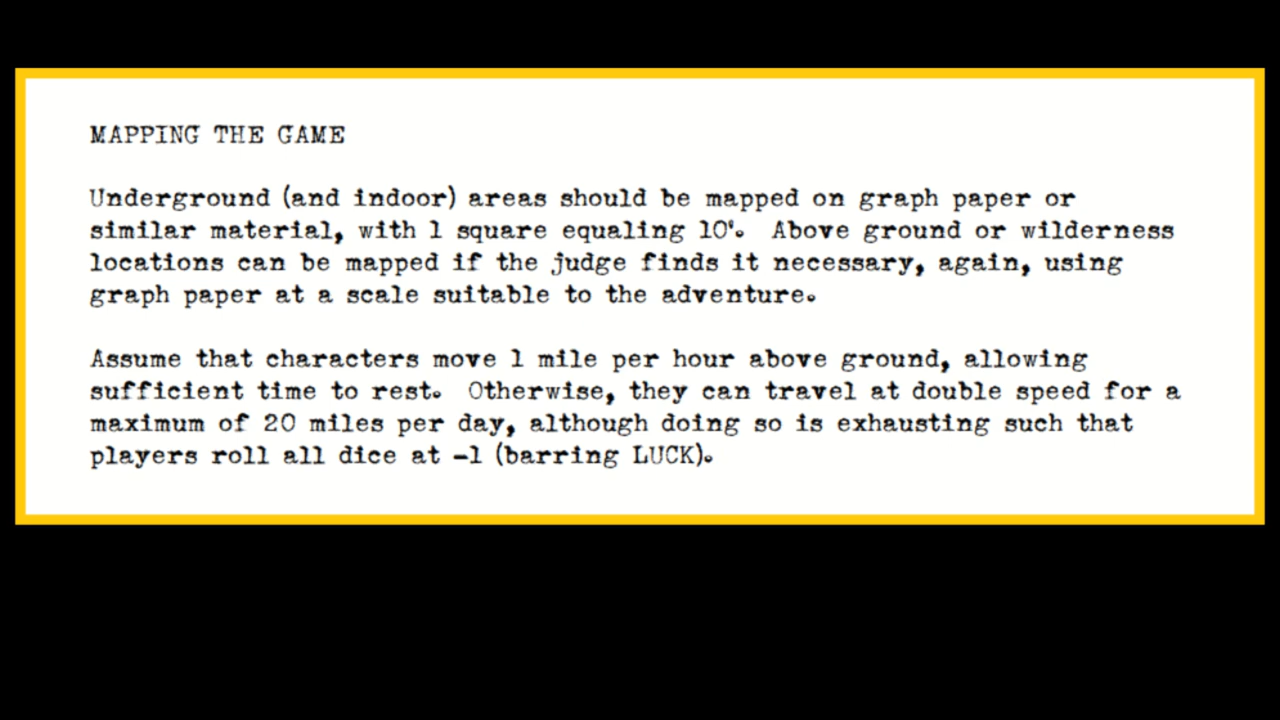 MAPPING THE GAME
Underground (and indoor) areas should be mapped on graph paper or
similar material, with 1 square equaling 10'. Above ground or wilderness
locations can be mapped if the judge finds it necessary, again, using
graph paper at a scale suitable to the adventure.
Assume that characters move 1 mile per hour above ground, allowing
sufficient time to rest. Otherwise, they can travel at double speed for a
maximum of 20 miles per day, although doing so is exhausting such that
players roll all dice at -1 (barring LUCK).